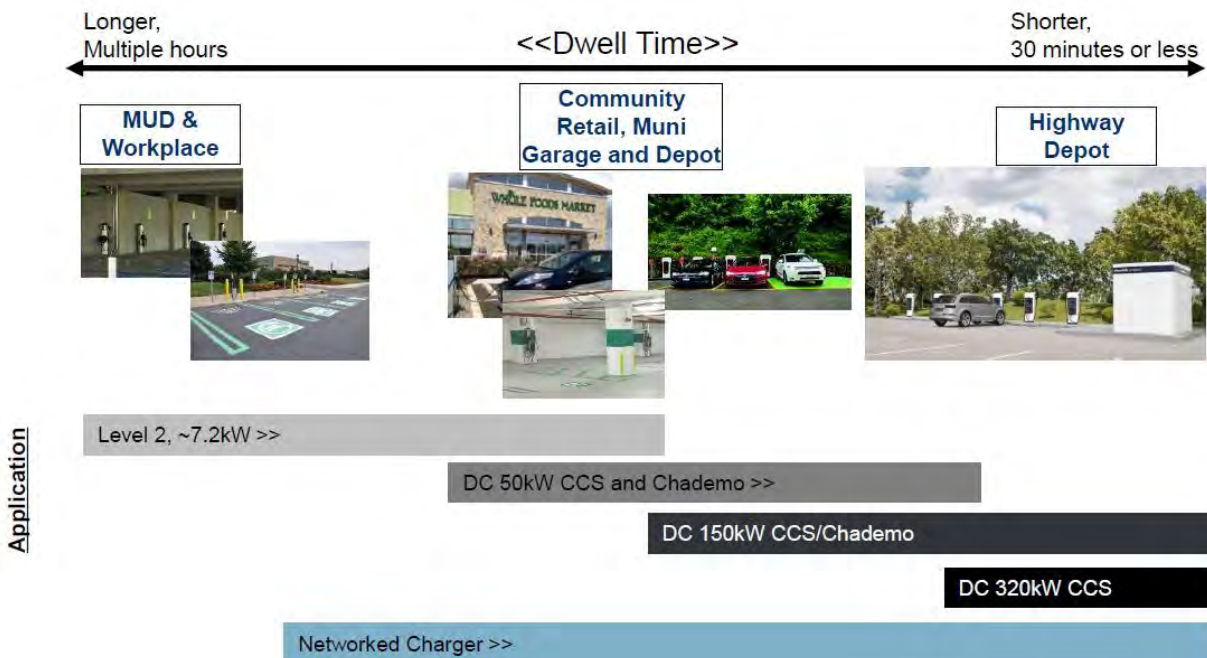 Longer,
Multiple hours
<<Dwell Time>>
Shorter,
30 minutes or less
MUD &
Workplace
Community
Retail, Muni
Garage and Depot
Highway
Depot
WHOLE FOODS MARKET
Application
Level 2, ~7.2kW >>
DC 50kW CCS and Chademo >>
DC 150kW CCS/Chademo
DC 320kW CCS
Networked Charger >>